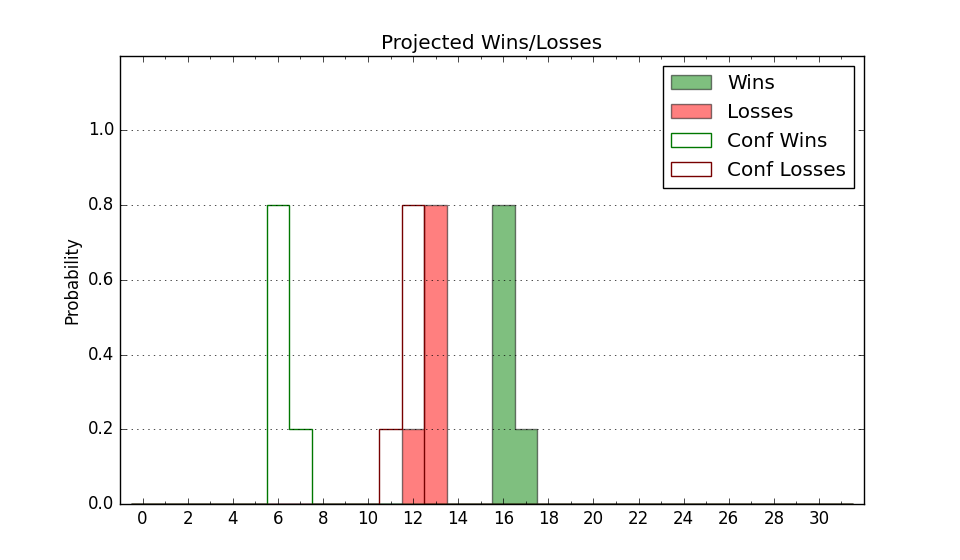 Projected Wins/Losses
Wins
Losses
Conf Wins
Conf Losses
Probability
1.0
0.8
0.6
0.4
0.2
0.0
0 2 4 6 8 10 12 14 16 18 20 22 24 26 28 30